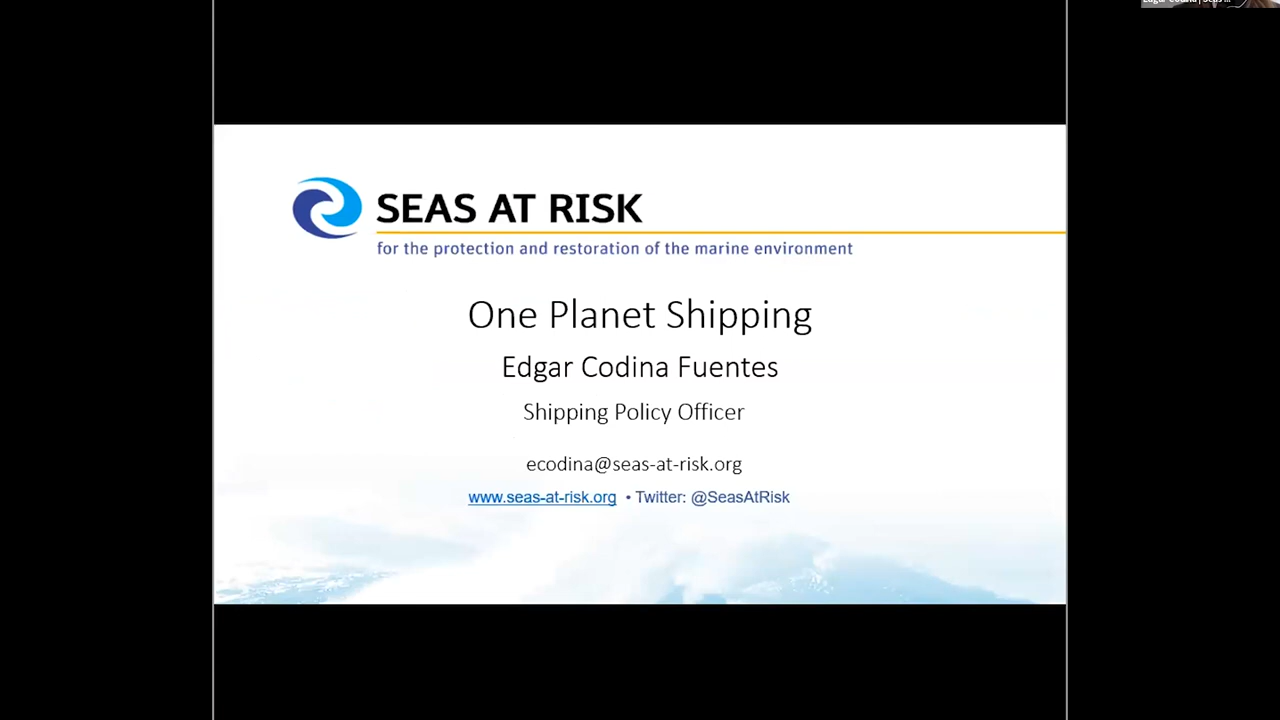 SEAS AT RISK
for the protection and restoration of the marine environment
One Planet Shipping
Edgar Codina Fuentes
Shipping Policy Officer
ecodina@seas-at-risk.org
www.seas-at-risk.org • Twitter: @SeasAtRisk